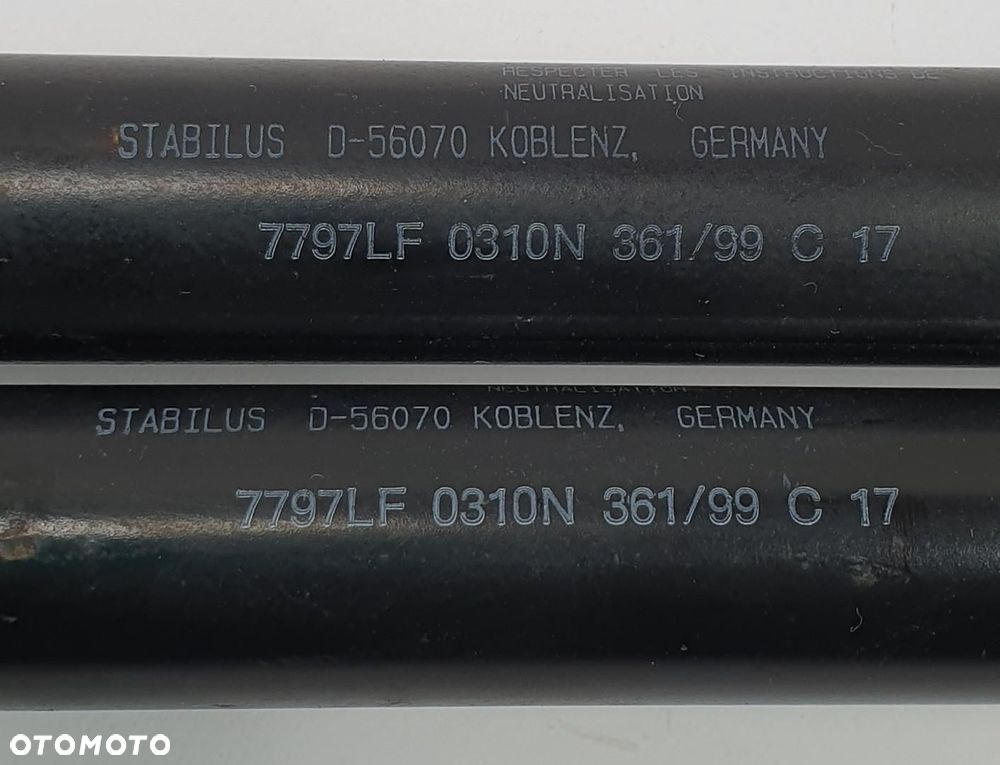 RESPECTER LES INSTRUCTIONS DE
NEUTRALISATION
STABILUS D-56070 KOBLENZ, GERMANY
7797LF 0310N 361/99 C 17
NEUTRALISATION
STABILUS D-56070 KOBLENZ, GERMANY
7797LF 0310N 361/99 C 17
OTOMOTO